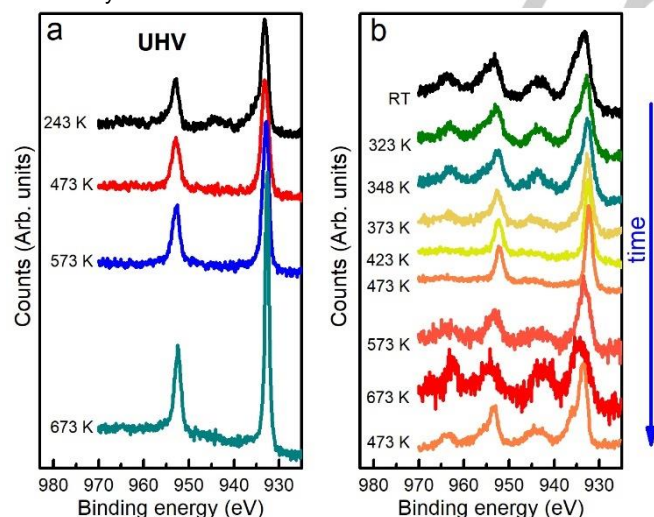 a
UHV
243 K
473 K
573 K
673 K
Counts (Arb. units)
980 970 960 950 940 930
Binding energy (eV)
b
RT
323 K
348 K
373 K
423 K
473 K
573 K
673 K
473 K
Counts (Arb. units)
time
980 970 960 950 940 930
Binding energy (eV)